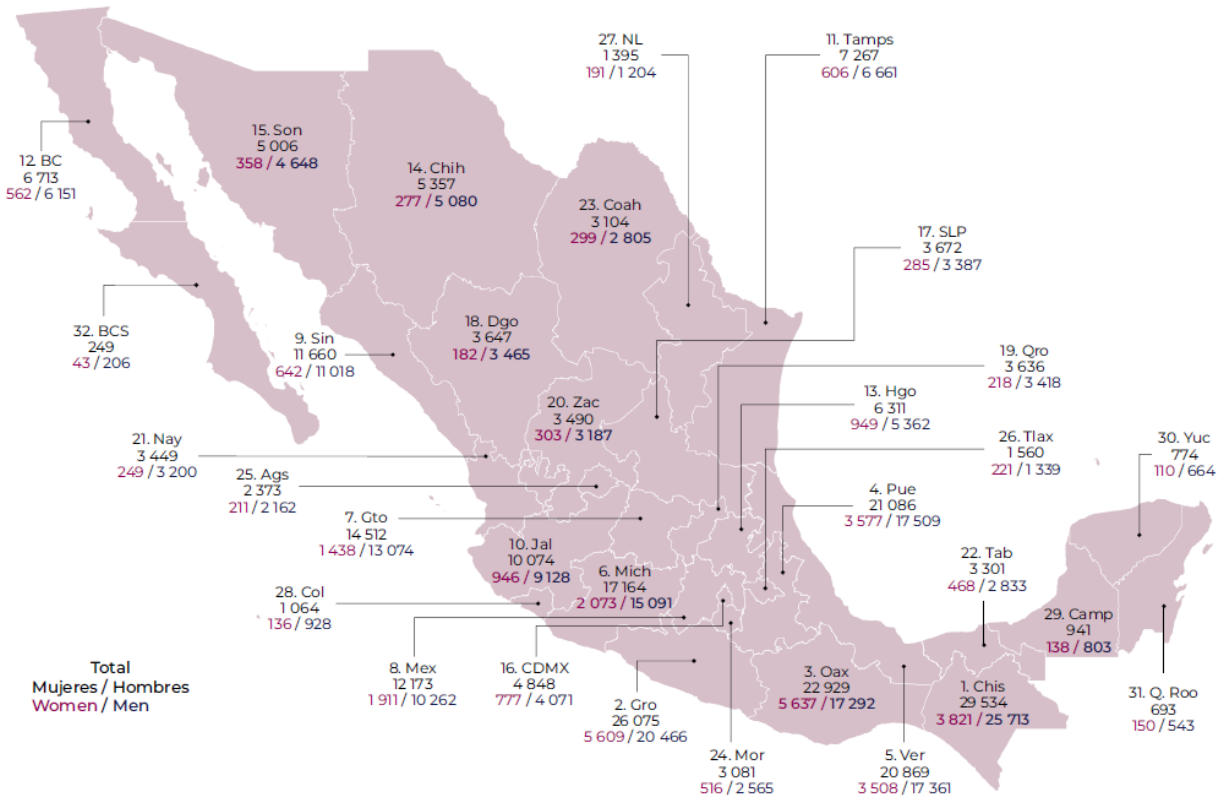 27. NL
1 395
191 / 1 204
11. Tamps
7 267
606 / 6 661
15. Son
5 006
358 / 4 648
12. BC
6 713
562 / 6 151
14. Chih
5 357
277 / 5 080
23. Coah
3 104
299 / 2 805
17. SLP
3 672
285 / 3 387
32. BCS
249
43 / 206
9. Sin
11 660
642 / 11 018
18. Dgo
3 647
182 / 3 465
19. Qro
3 636
218 / 3 418
20. Zac
3 490
303 / 3 187
13. Hgo
6 311
949 / 5 362
21. Nay
3 449
249 / 3 200
26. Tlax
1 560
221 / 1 339
30. Yuc
774
110 / 664
25. Ags
2 373
211 / 2 162
4. Pue
21 086
3 577 / 17 509
7. Gto
14 512
1 438 / 13 074
10. Jal
10 074
946 / 9 128
6. Mich
17 164
2 073 / 15 091
22. Tab
3 301
468 / 2 833
28. Col
1 064
136 / 928
29. Camp
941
138 / 803
Total
Mujeres / Hombres
Women / Men
8. Mex
12 173
1 911 / 10 262
16. CDMX
4 848
777 / 4 071
2. Gro
26 075
5 609 / 20 466
3. Oax
22 929
5 637 / 17 292
1. Chis
29 534
3 821 / 25 713
31. Q. Roo
693
150 / 543
24. Mor
3 081
516 / 2 565
5. Ver
20 869
3 508 / 17 361